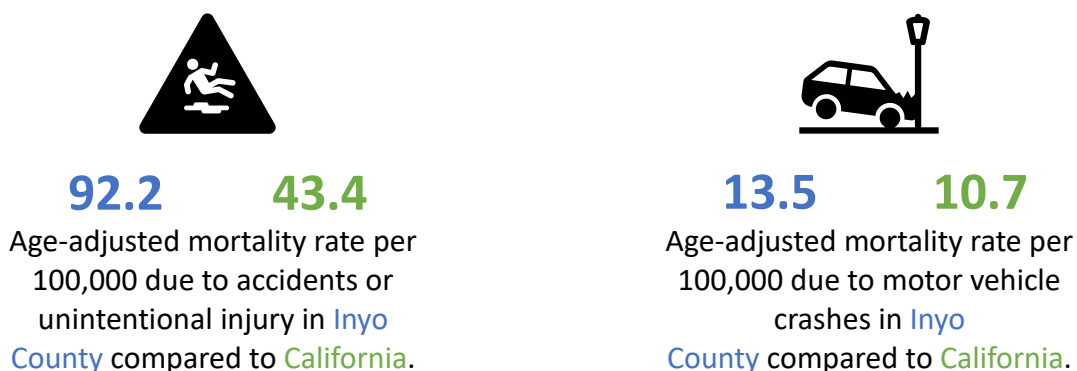 92.2 43.4
Age-adjusted mortality rate per
100,000 due to accidents or
unintentional injury in Inyo
County compared to California.
13.5 10.7
Age-adjusted mortality rate per
100,000 due to motor vehicle
crashes in Inyo
County compared to California.